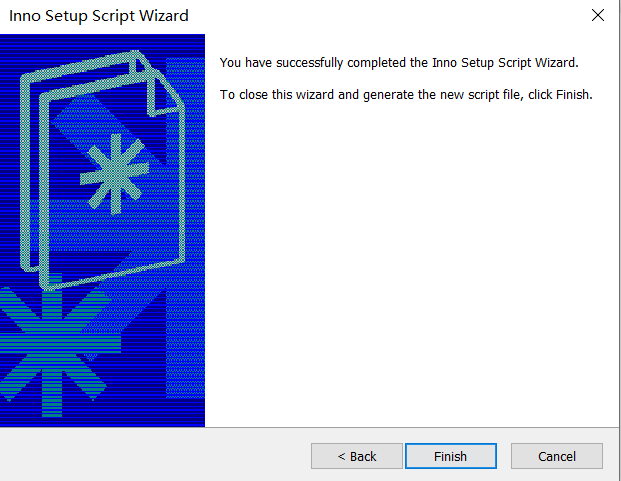 Inno Setup Script Wizard
You have successfully completed the Inno Setup Script Wizard.
To close this wizard and generate the new script file, click Finish.
< Back
Finish
Cancel